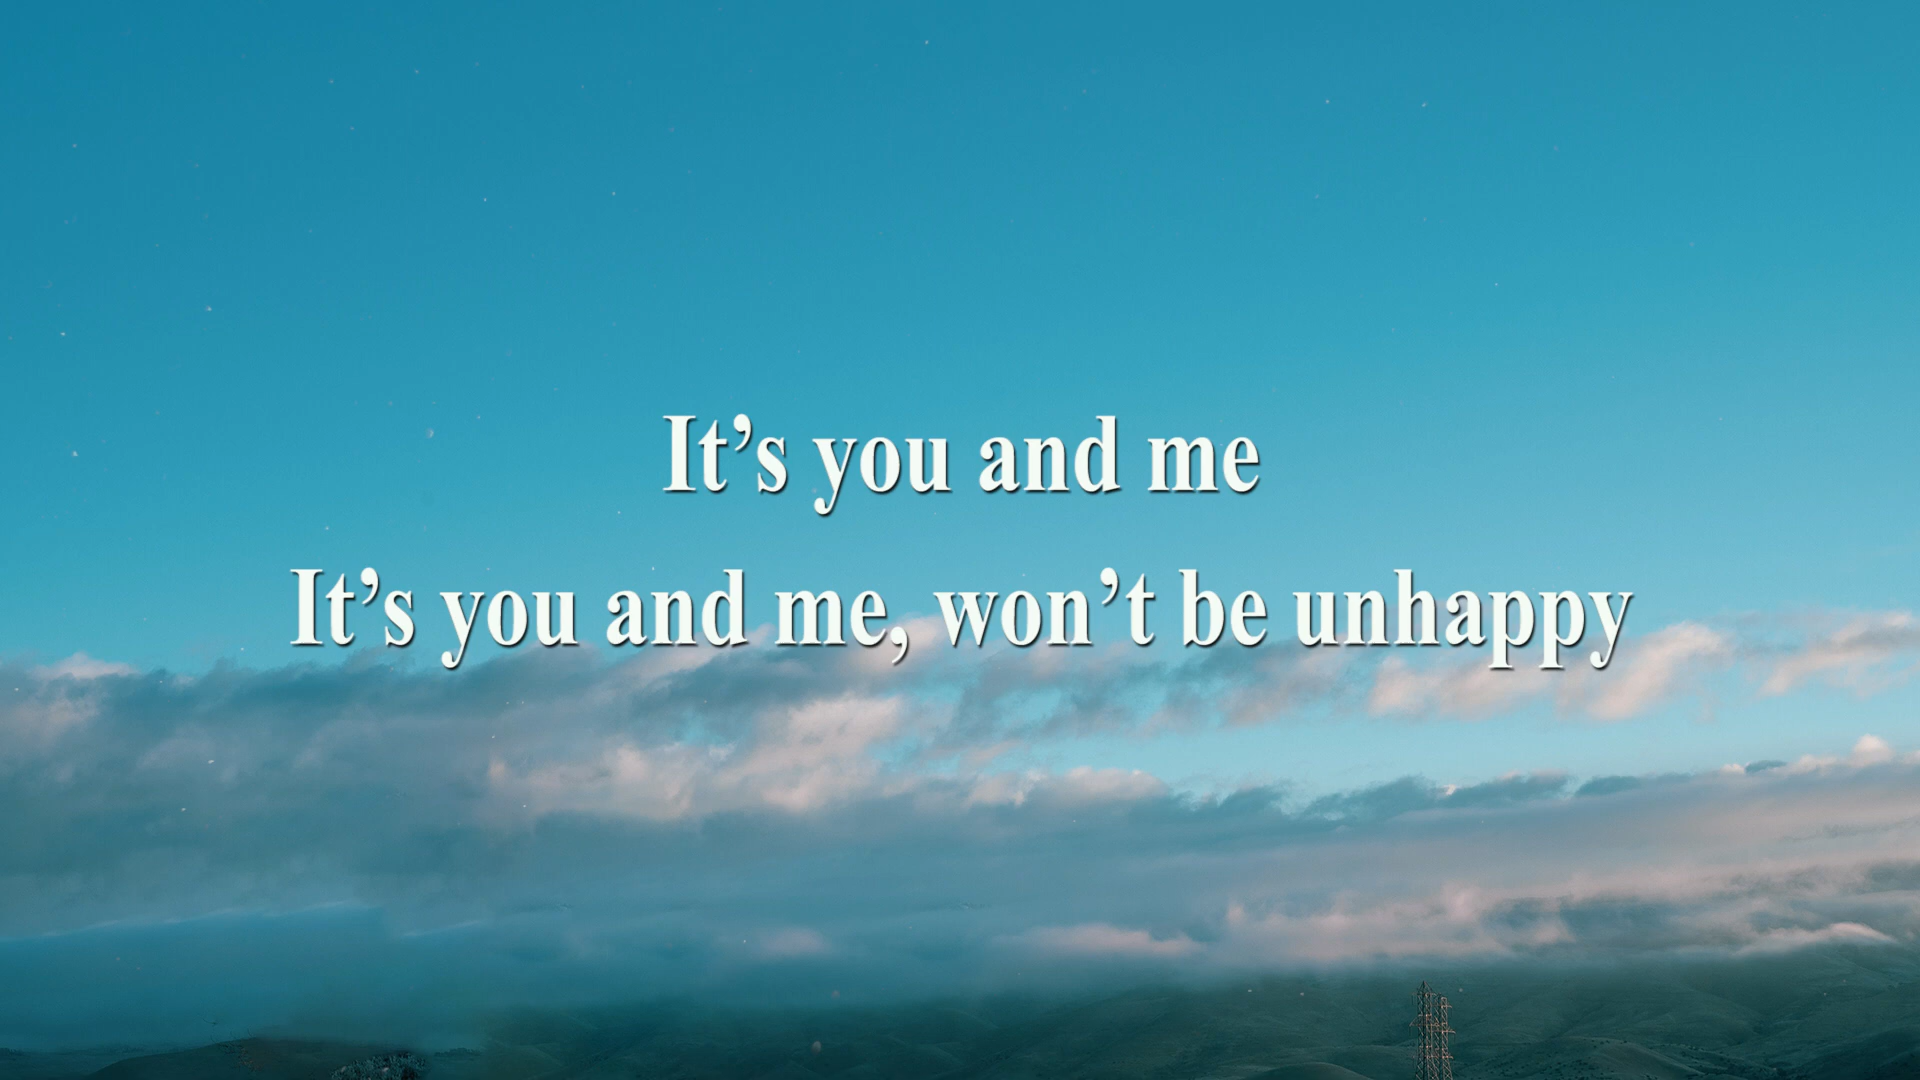 It’s you and me
It’s you and me, won’t be unhappy